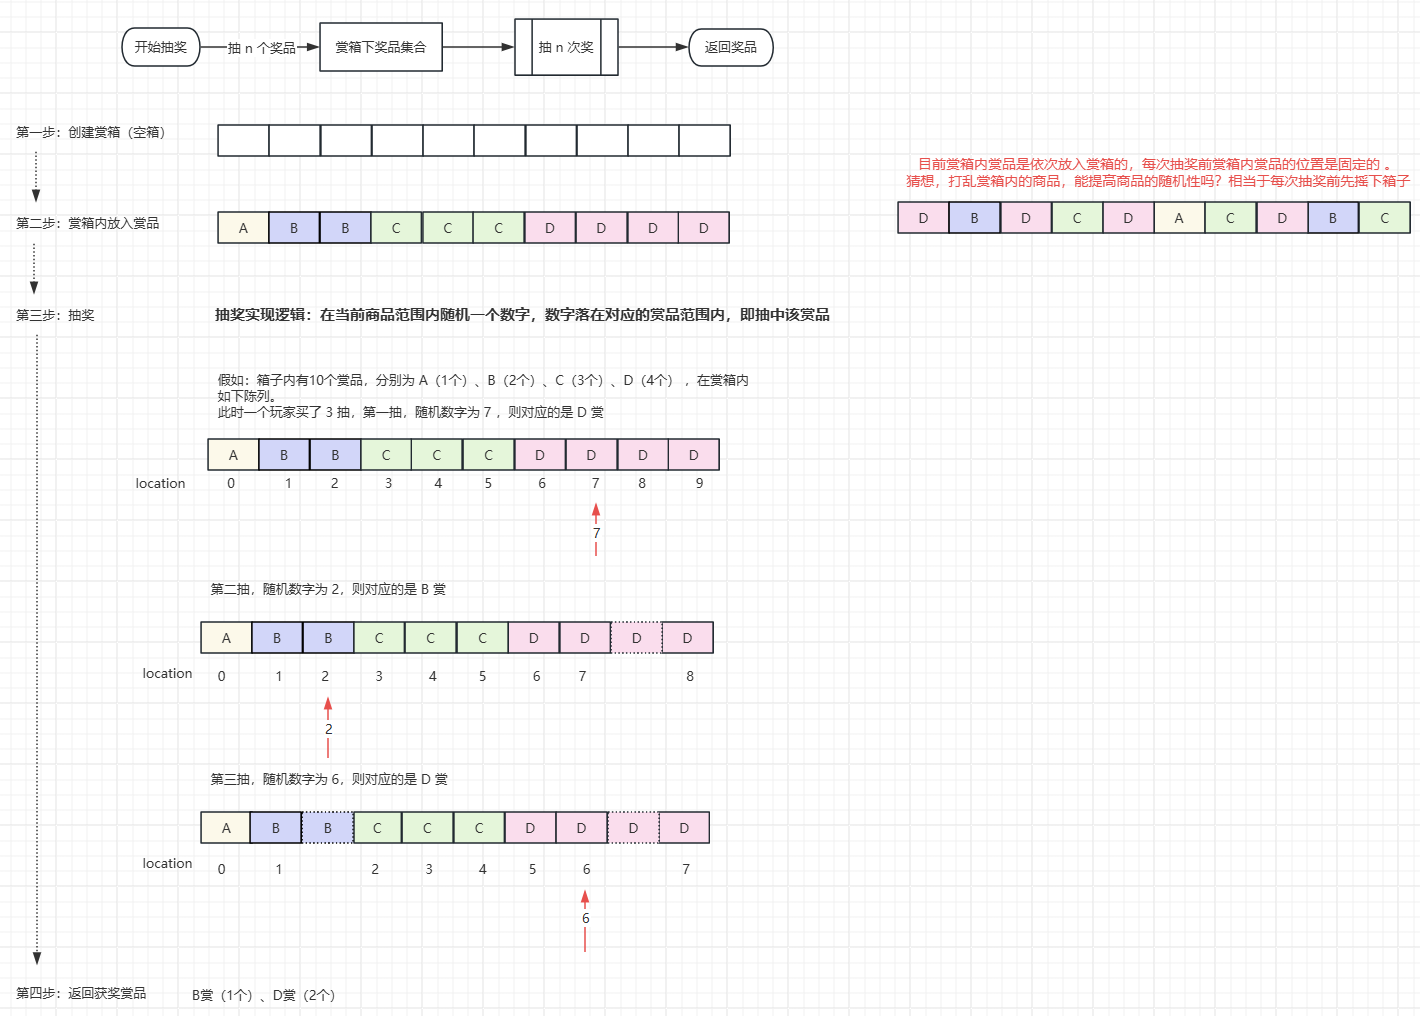 开始抽奖
抽 n 个奖品
赏箱下奖品集合
抽 n 次奖
返回奖品
第一步：创建赏箱（空箱）
目前赏箱内赏品是依次放入赏箱的，每次抽奖前赏箱内赏品的位置是固定的 。
猜想，打乱赏箱内的商品，能提高商品的随机性吗？相当于每次抽奖前先摇下箱子
D B D C D A C D B C
第二步：赏箱内放入赏品
A B B C C C D D D D
第三步：抽奖
抽奖实现逻辑：在当前商品范围内随机一个数字，数字落在对应的赏品范围内，即抽中该赏品
假如：箱子内有10个赏品，分别为 A（1个）、B（2个）、C（3个）、D（4个） ，在赏箱内
如下陈列。
此时一个玩家买了 3 抽，第一抽，随机数字为 7 ，则对应的是 D 赏
A B B C C C D D D D
location 0 1 2 3 4 5 6 7 8 9
7
第二抽，随机数字为 2，则对应的是 B 赏
A B B C C C D D D D
location 0 1 2 3 4 5 6 7 8
2
第三抽，随机数字为 6，则对应的是 D 赏
A B B C C C D D D D
location 0 1 2 3 4 5 6 7
6
第四步：返回获奖赏品
B赏（1个）、D赏（2个）